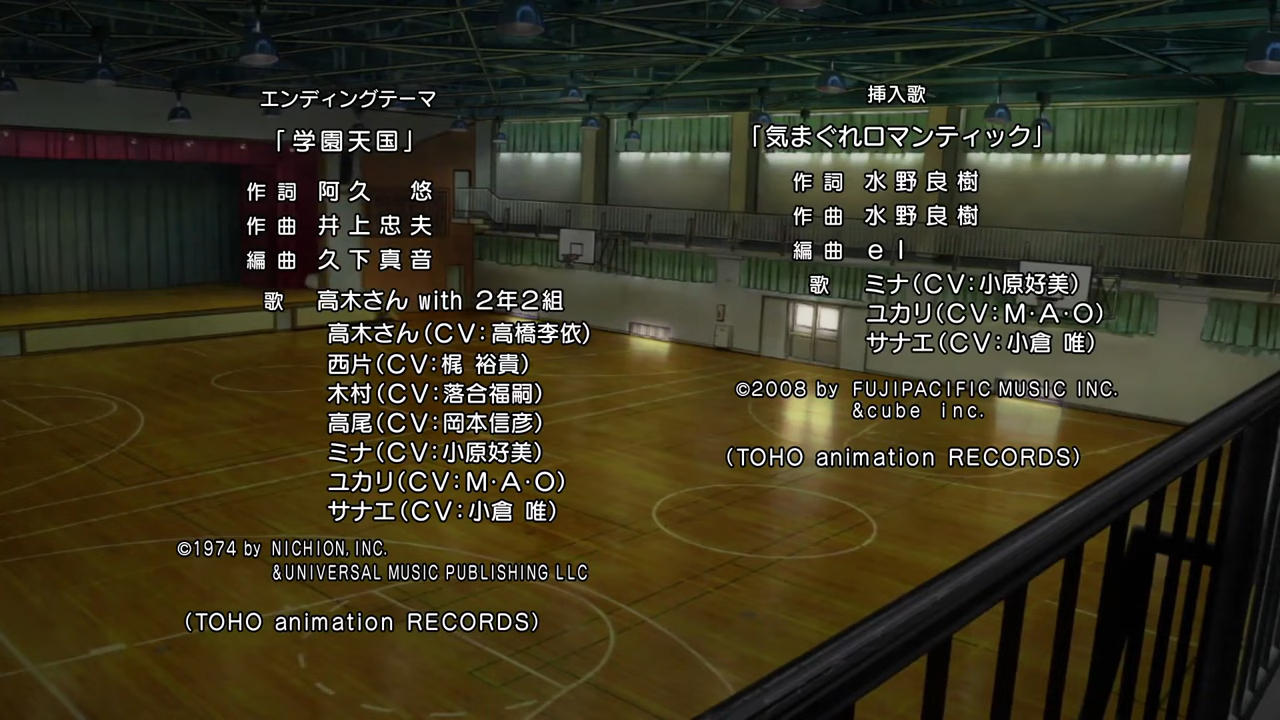 エンディングテーマ
「学園天国」
作詞 阿久 悠
作曲 井上忠夫
編曲 久下真音
歌 高木さん with 2年2組
高木さん(CV:高橋李依)
西片(CV:梶 裕貴)
木村(CV:落合福嗣)
高尾(CV:岡本信彦)
ミナ(CV:小原好美)
ユカリ(CV:M・A・O)
サナエ(CV:小倉 唯)
©1974 by NICHION, INC.
&UNIVERSAL MUSIC PUBLISHING LLC
(TOHO animation RECORDS)
挿入歌
「気まぐれロマンティック」
作詞 水野良樹
作曲 水野良樹
編曲 el
歌 ミナ(CV:小原好美)
ユカリ(CV:M・A・O)
サナエ(CV:小倉 唯)
©2008 by FUJIPACIFIC MUSIC INC.
&cube inc.
(TOHO animation RECORDS)